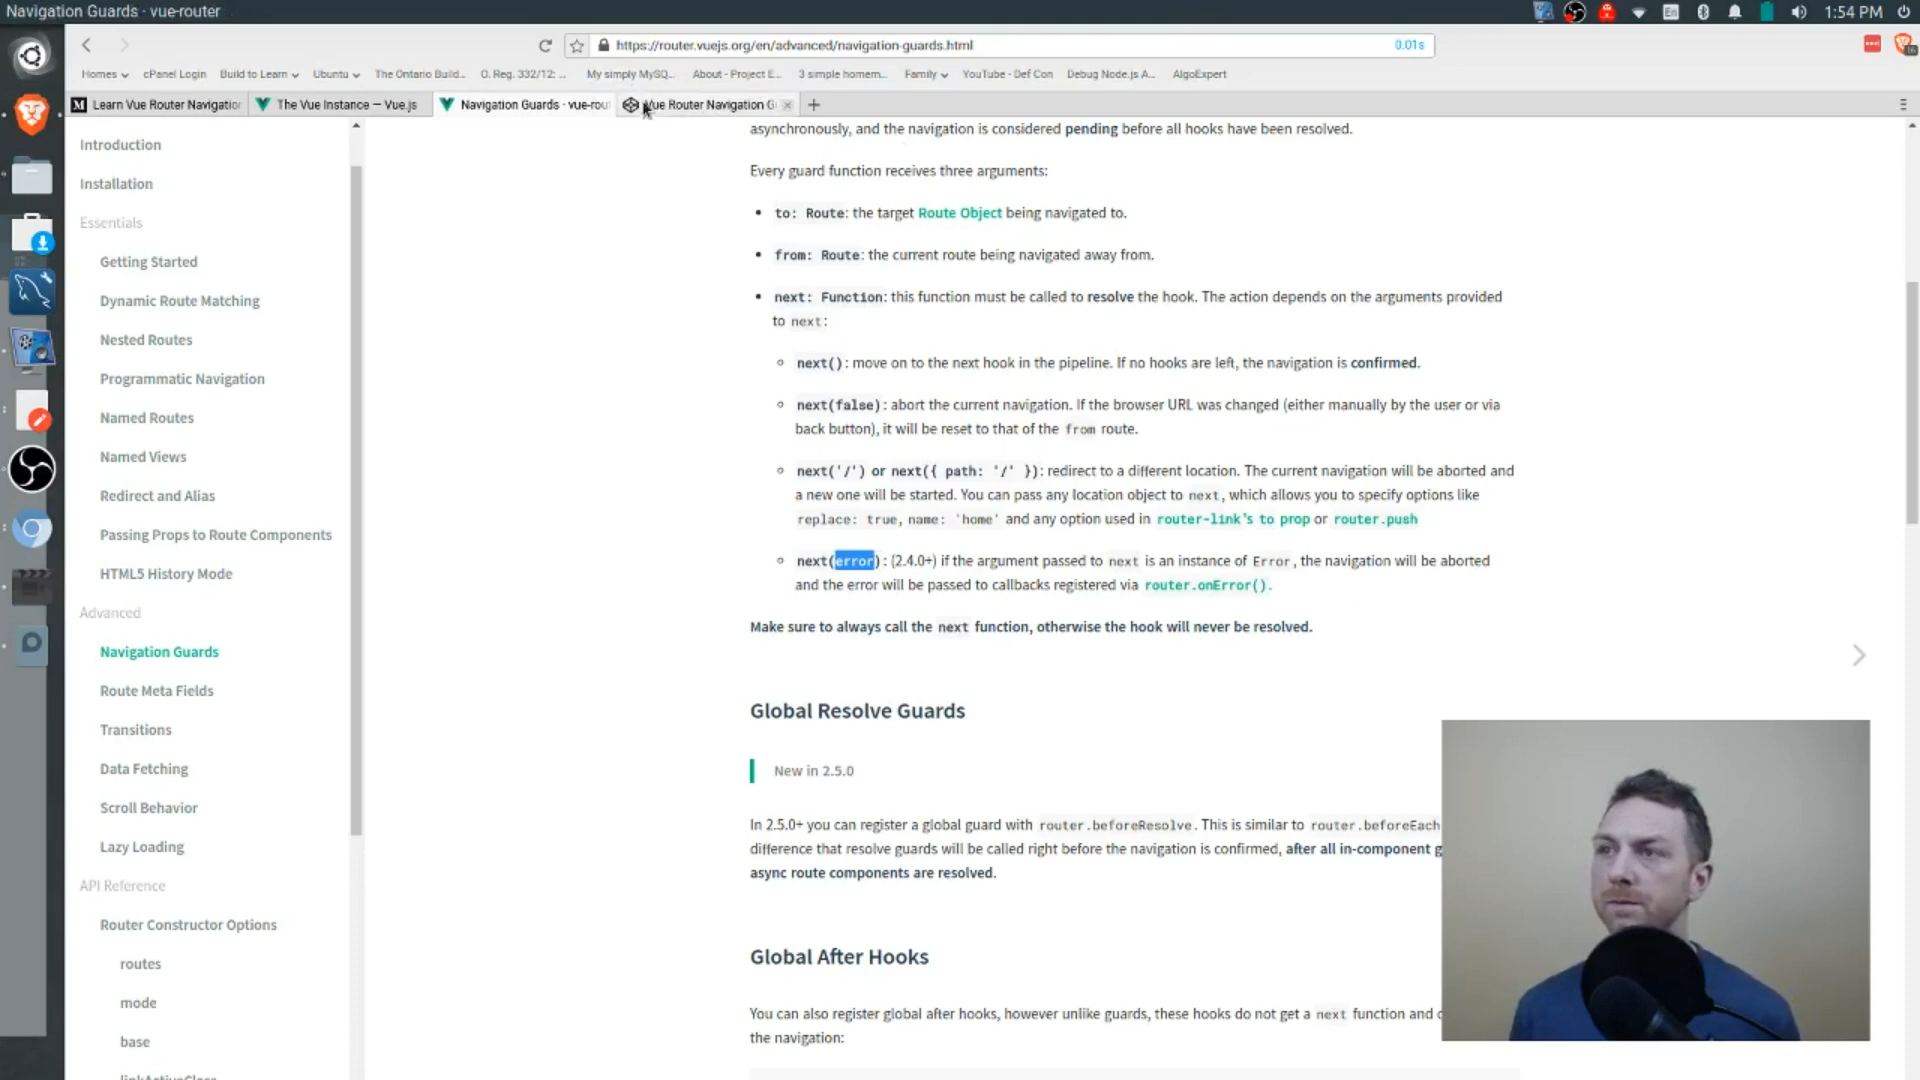 Navigation Guards - vue-router
En
1:54 PM
https://router.vuejs.org/en/advanced/navigation-guards.html
0.01s
Homes
cPanel Login
Build to Learn
Ubuntu
The Ontario Build...
O. Reg. 332/12: ...
My simply MySQ...
About - Project E...
3 simple homem...
Family
YouTube - Def Con
Debug Node.js A...
AlgoExpert
Learn Vue Router Navigatio
The Vue Instance — Vue.js
Navigation Guards - vue-rou
Vue Router Navigation G
Introduction
Installation
Essentials
Getting Started
Dynamic Route Matching
Nested Routes
Programmatic Navigation
Named Routes
Named Views
Redirect and Alias
Passing Props to Route Components
HTML5 History Mode
Advanced
Navigation Guards
Route Meta Fields
Transitions
Data Fetching
Scroll Behavior
Lazy Loading
API Reference
Router Constructor Options
routes
mode
base
linkActiveClass
asynchronously, and the navigation is considered pending before all hooks have been resolved.
Every guard function receives three arguments:
• to: Route: the target Route Object being navigated to.
• from: Route: the current route being navigated away from.
• next: Function: this function must be called to resolve the hook. The action depends on the arguments provided
to next:
○ next(): move on to the next hook in the pipeline. If no hooks are left, the navigation is confirmed.
○ next(false): abort the current navigation. If the browser URL was changed (either manually by the user or via
back button), it will be reset to that of the from route.
○ next('/') or next({ path: '/' }): redirect to a different location. The current navigation will be aborted and
a new one will be started. You can pass any location object to next, which allows you to specify options like
replace: true, name: 'home' and any option used in router-link's to prop or router.push
○ next(error): (2.4.0+) if the argument passed to next is an instance of Error, the navigation will be aborted
and the error will be passed to callbacks registered via router.onError().
Make sure to always call the next function, otherwise the hook will never be resolved.
Global Resolve Guards
New in 2.5.0
In 2.5.0+ you can register a global guard with router.beforeResolve. This is similar to router.beforeEach
difference that resolve guards will be called right before the navigation is confirmed, after all in-component g
async route components are resolved.
Global After Hooks
You can also register global after hooks, however unlike guards, these hooks do not get a next function and c
the navigation: